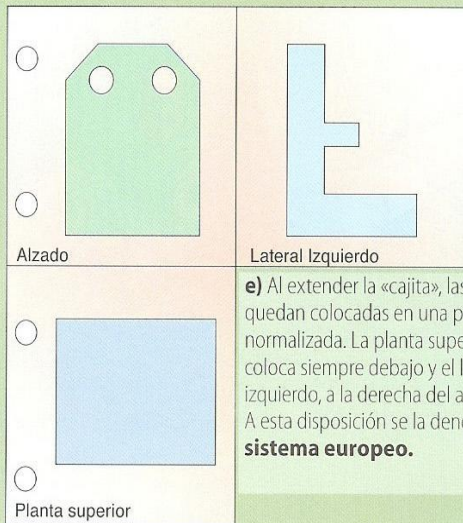 Alzado
Lateral Izquierdo
e) Al extender la «cajita», las
quedan colocadas en una p
normalizada. La planta supe
coloca siempre debajo y el l
izquierdo, a la derecha del a
A esta disposición se la den
sistema europeo.
Planta superior